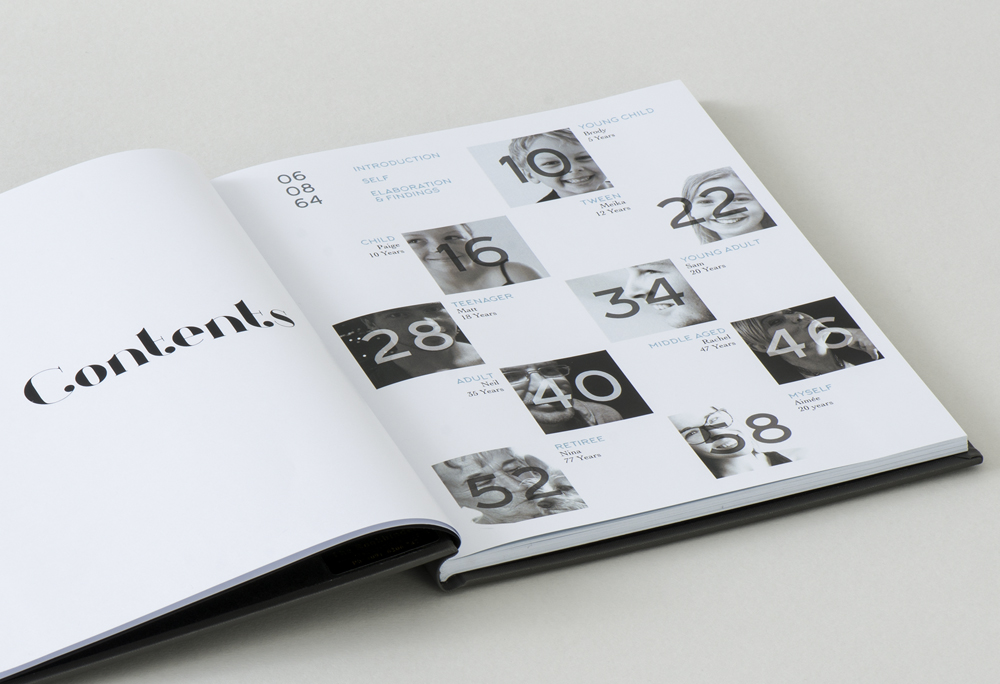 Contents
06
08
64
INTRODUCTION
SELF
ELABORATION
& FINDINGS
10
YOUNG CHILD
Brody
5 Years
16
CHILD
Paige
10 Years
22
TWEEN
Meika
12 Years
28
TEENAGER
Matt
18 Years
34
YOUNG ADULT
Sam
20 Years
40
ADULT
Neil
35 Years
46
MIDDLE AGED
Rachel
47 Years
52
RETIREE
Nina
77 Years
58
MYSELF
Aimée
20 years